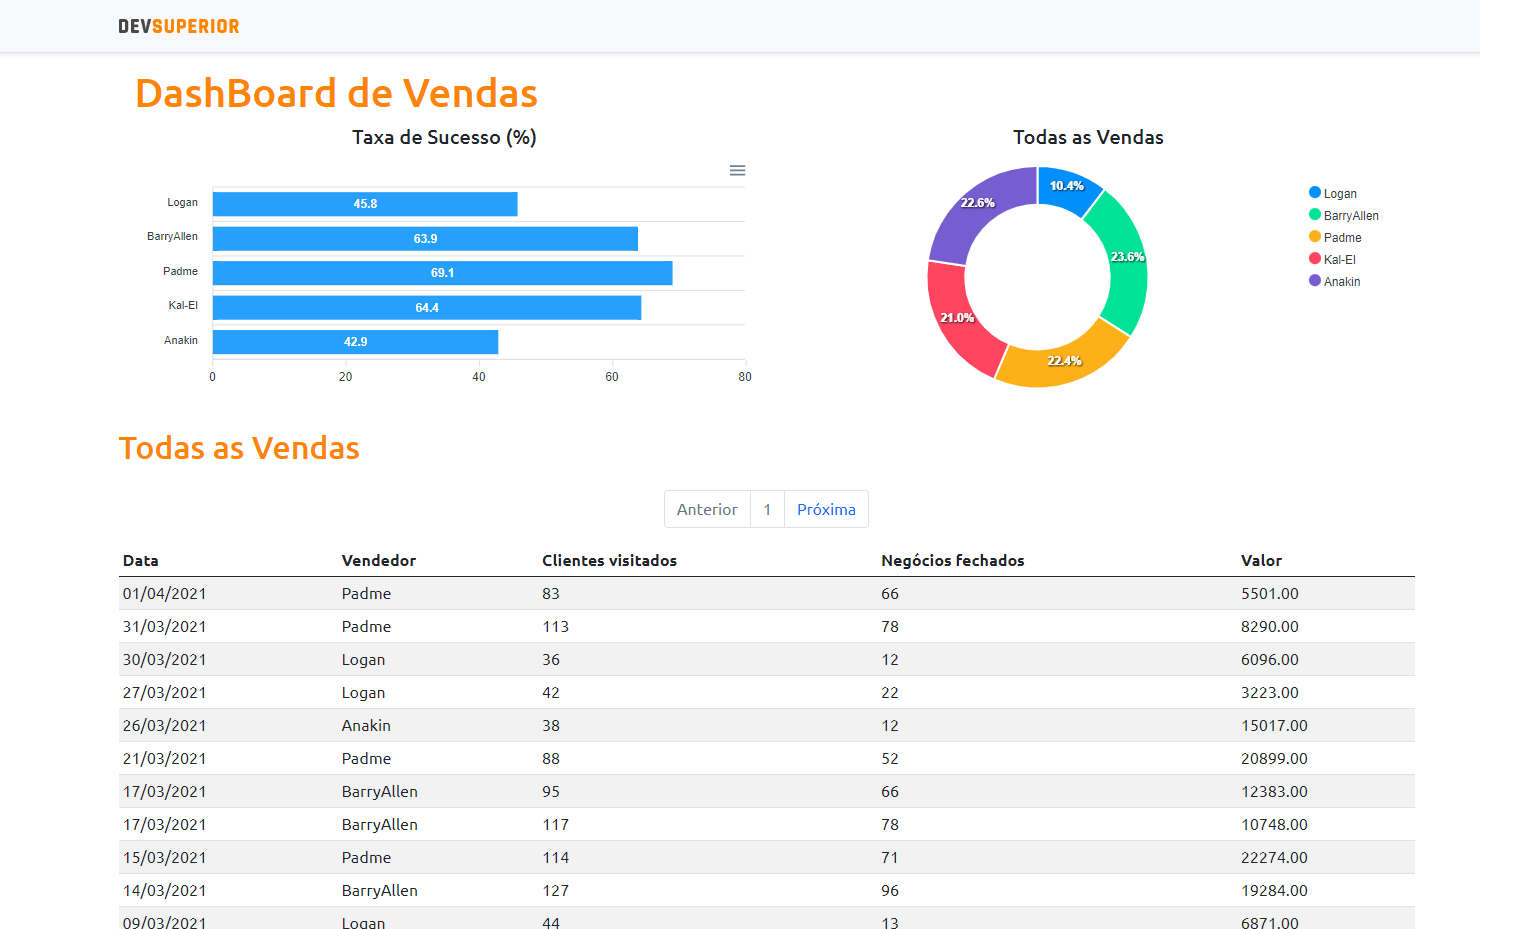 DEVSUPERIOR
DashBoard de Vendas
Taxa de Sucesso (%)
Logan 45.8
BarryAllen 63.9
Padme 69.1
Kal-El 64.4
Anakin 42.9
0 20 40 60 80
Todas as Vendas
10.4%
23.6%
22.4%
21.0%
22.6%
Logan
BarryAllen
Padme
Kal-El
Anakin
Todas as Vendas
Anterior 1 Próxima
Data Vendedor Clientes visitados Negócios fechados Valor
01/04/2021 Padme 83 66 5501.00
31/03/2021 Padme 113 78 8290.00
30/03/2021 Logan 36 12 6096.00
27/03/2021 Logan 42 22 3223.00
26/03/2021 Anakin 38 12 15017.00
21/03/2021 Padme 88 52 20899.00
17/03/2021 BarryAllen 95 66 12383.00
17/03/2021 BarryAllen 117 78 10748.00
15/03/2021 Padme 114 71 22274.00
14/03/2021 BarryAllen 127 96 19284.00
09/03/2021 Logan 44 13 6871.00